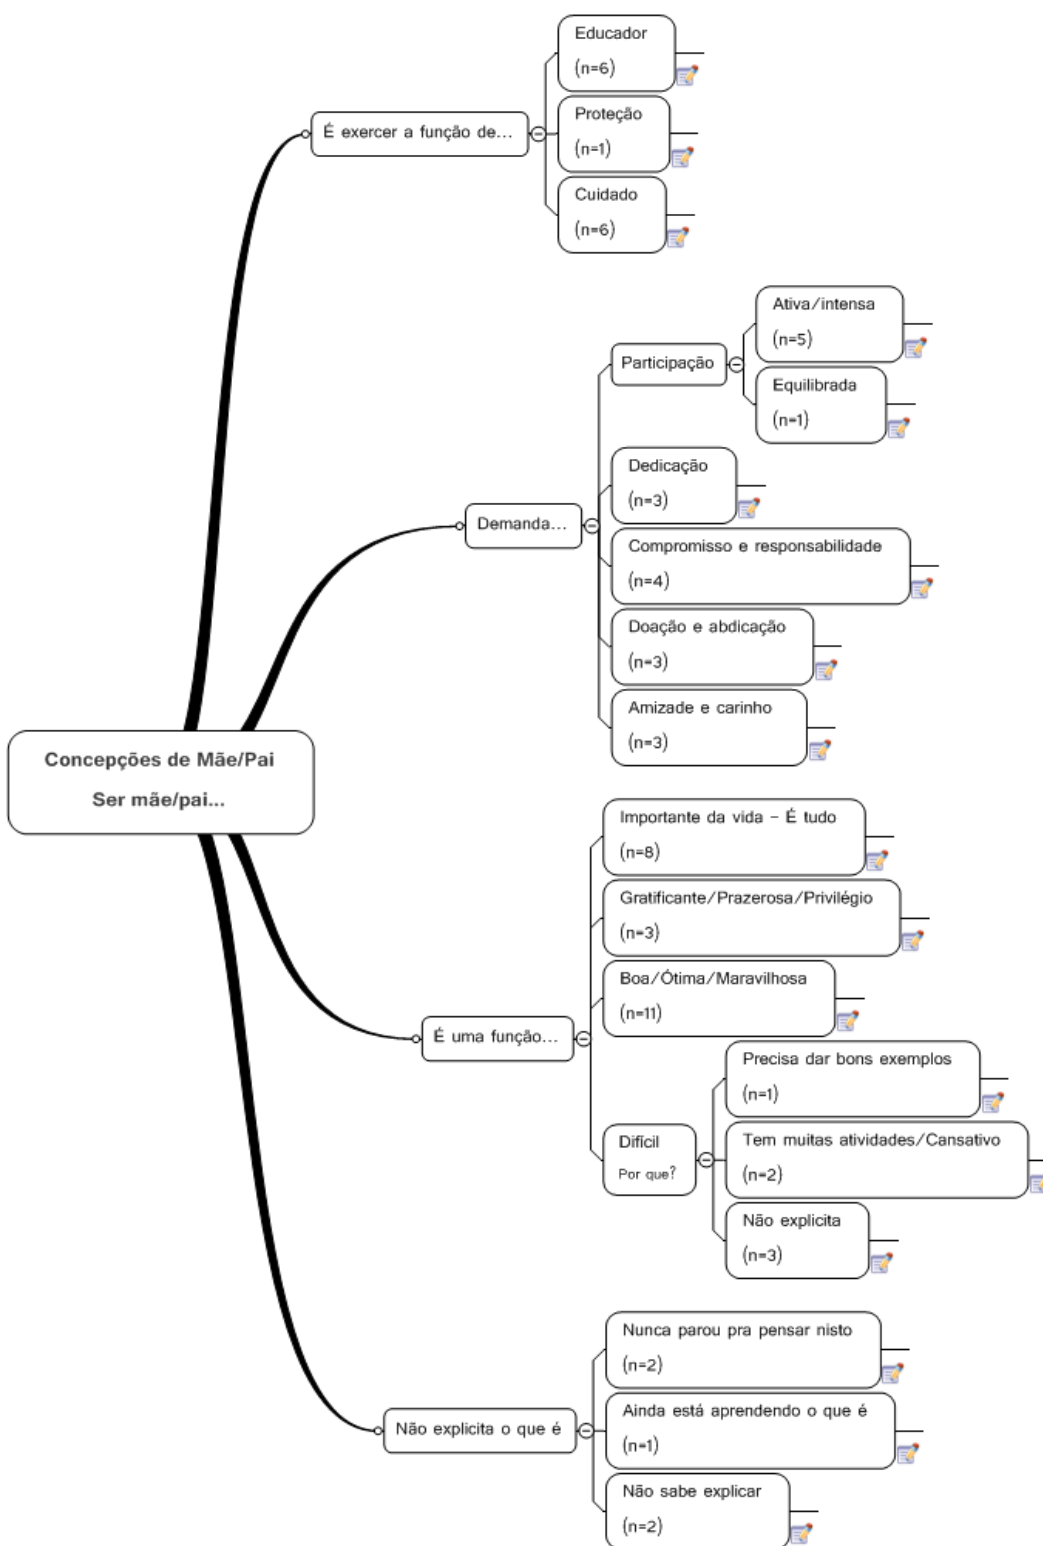 Educador
(n=6)
É exercer a função de...
Proteção
(n=1)
Cuidado
(n=6)
Ativa/intensa
(n=5)
Participação
Equilibrada
(n=1)
Dedicação
(n=3)
Demanda...
Compromisso e responsabilidade
(n=4)
Doação e abdicação
(n=3)
Amizade e carinho
(n=3)
Concepções de Mãe/Pai
Ser mãe/pai...
Importante da vida - É tudo
(n=8)
Gratificante/Prazerosa/Privilégio
(n=3)
Boa/Ótima/Maravilhosa
(n=11)
É uma função...
Precisa dar bons exemplos
(n=1)
Difícil
Por que?
Tem muitas atividades/Cansativo
(n=2)
Não explicita
(n=3)
Nunca parou pra pensar nisto
(n=2)
Não explicita o que é
Ainda está aprendendo o que é
(n=1)
Não sabe explicar
(n=2)